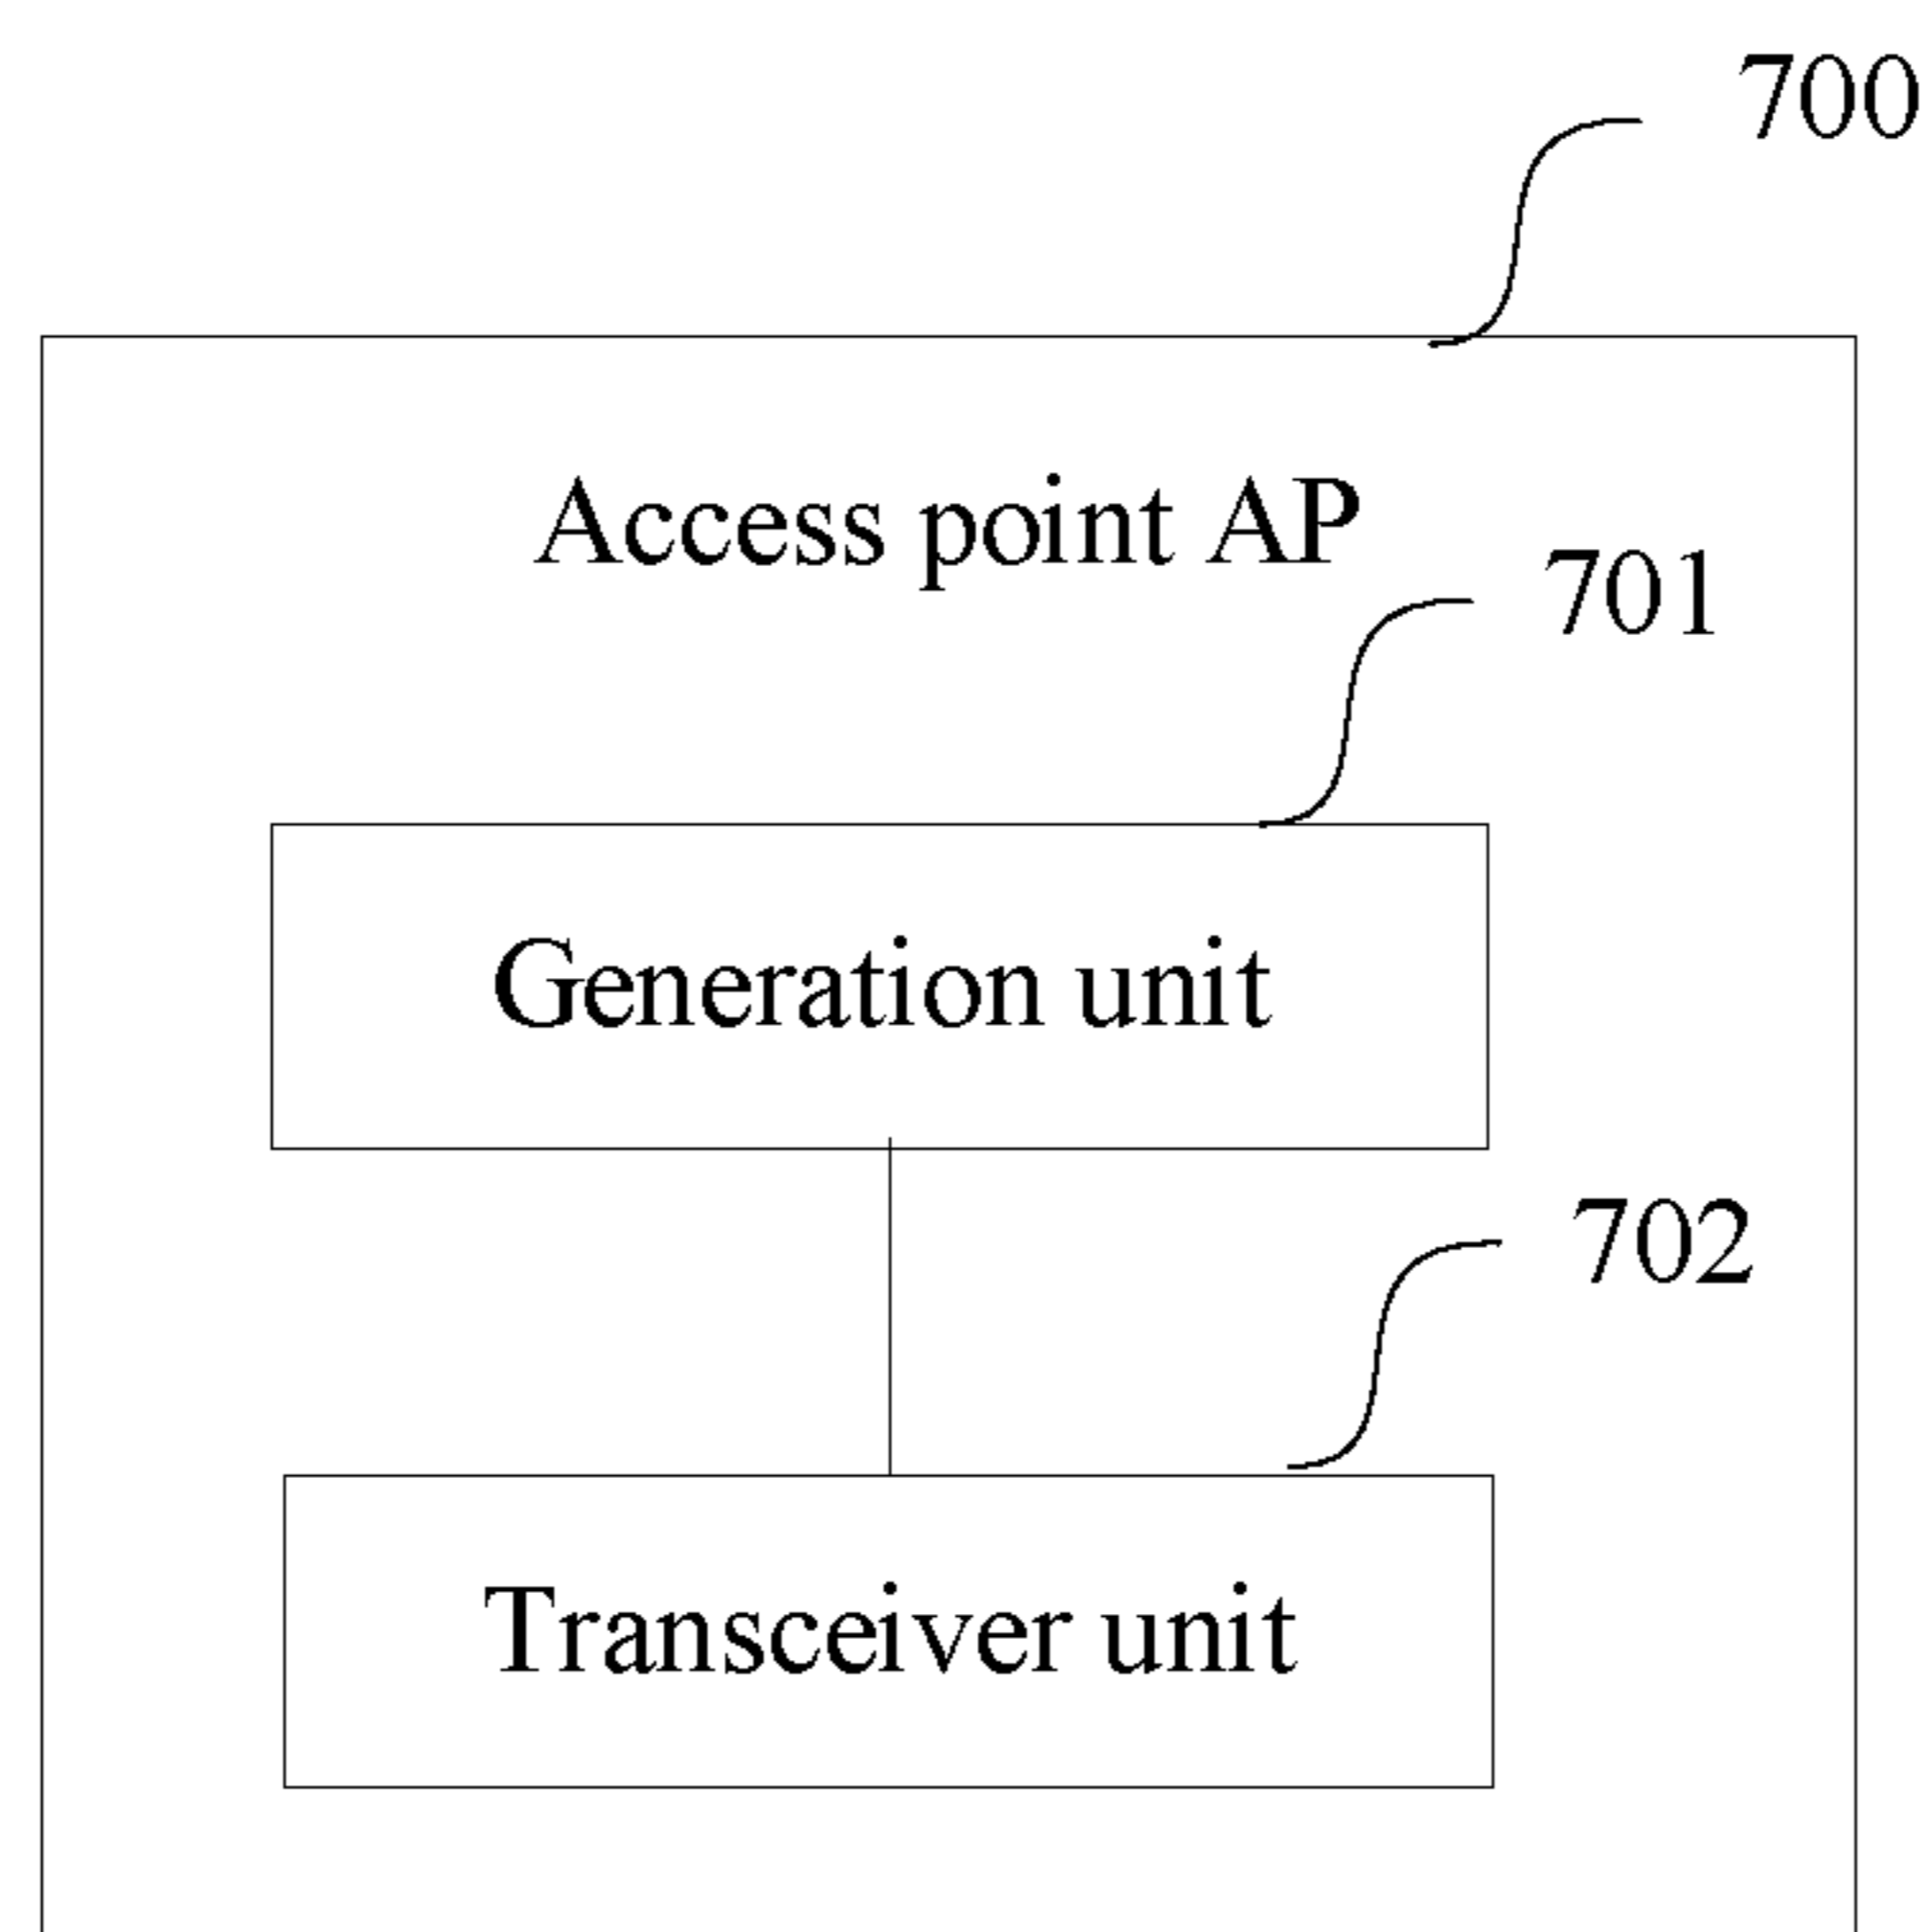 700
Access point AP
701
Generation unit
702
Transceiver unit